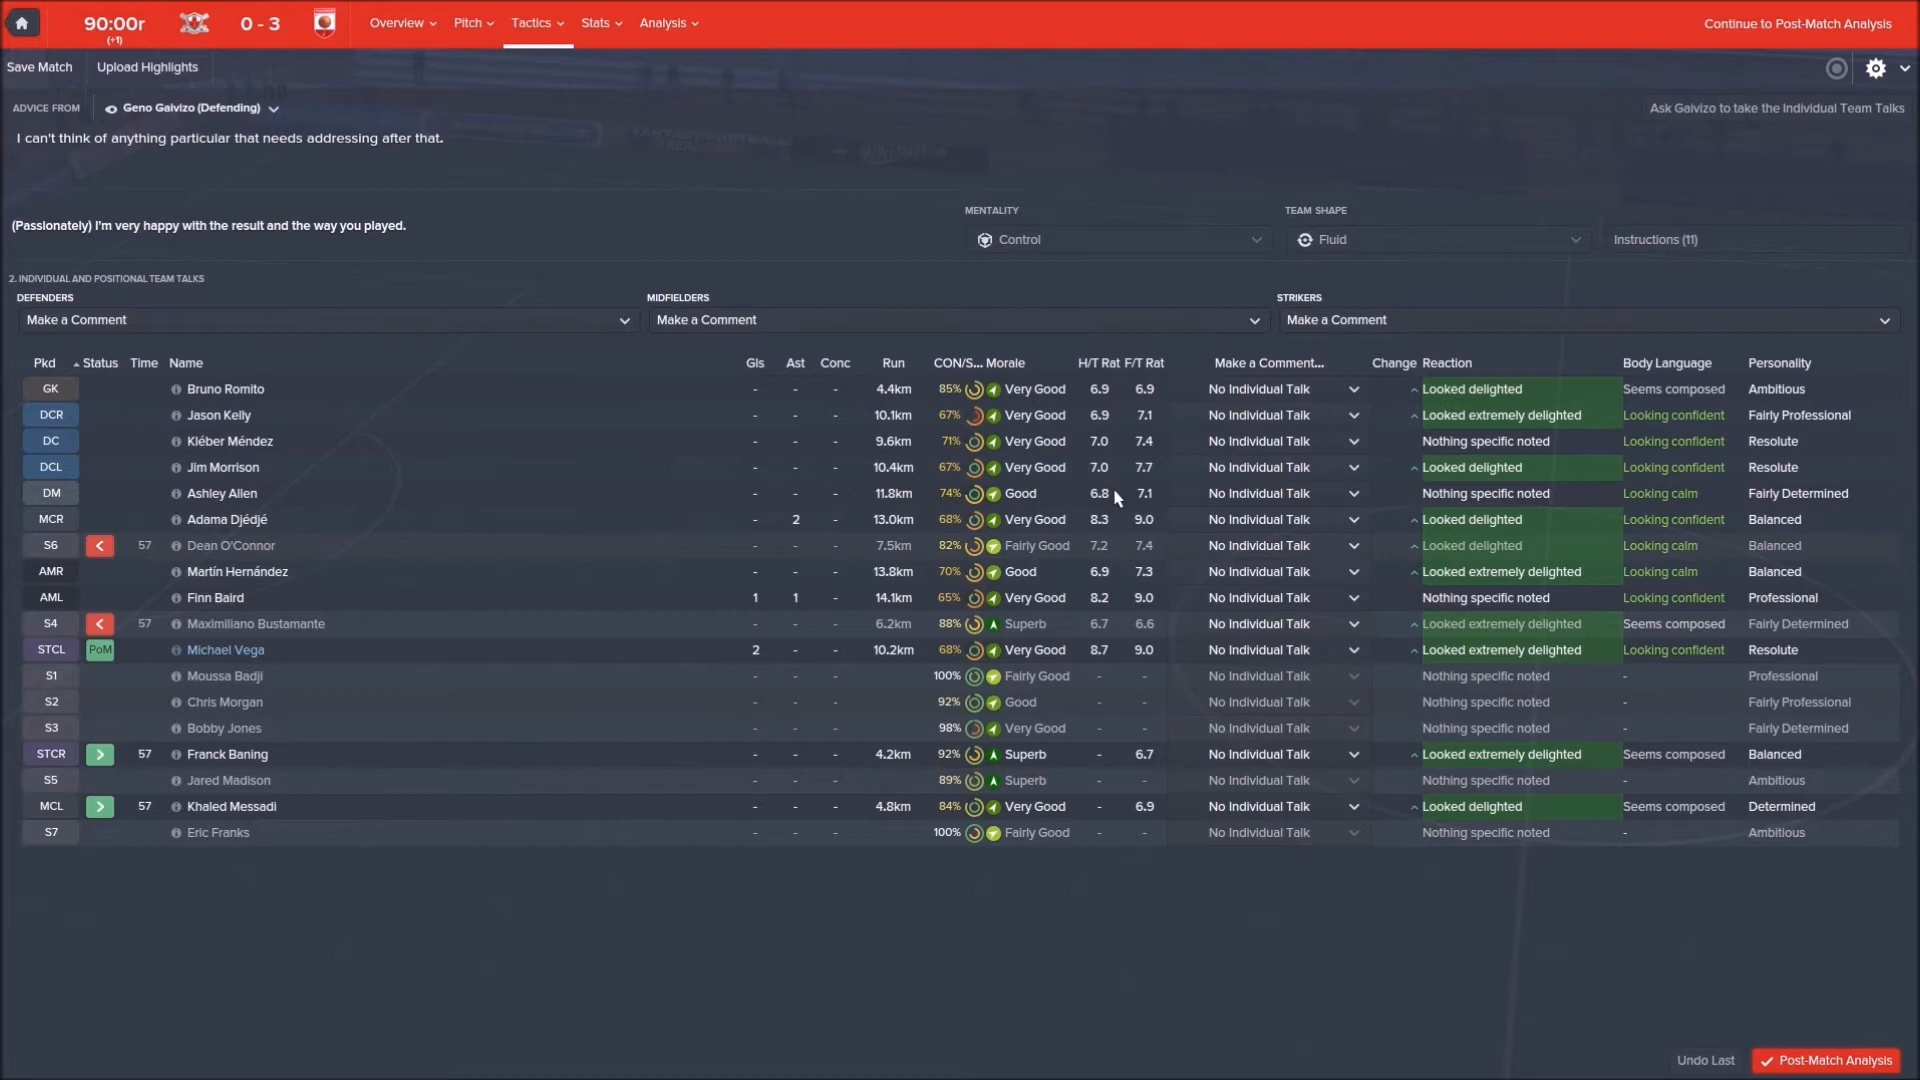 90:00r
(+1)
0 - 3
Overview
Pitch
Tactics
Stats
Analysis
Continue to Post-Match Analysis
Save Match
Upload Highlights
ADVICE FROM
Geno Gaivizo (Defending)
Ask Gaivizo to take the Individual Team Talks
I can't think of anything particular that needs addressing after that.
MENTALITY
TEAM SHAPE
(Passionately) I'm very happy with the result and the way you played.
Control
Fluid
Instructions (11)
2. INDIVIDUAL AND POSITIONAL TEAM TALKS
DEFENDERS
MIDFIELDERS
STRIKERS
Make a Comment
Make a Comment
Make a Comment
Pkd Status Time Name Gls Ast Conc Run CON/S... Morale H/T Rat F/T Rat Make a Comment... Change Reaction Body Language Personality
GK Bruno Romito - - - 4.4km 85% Very Good 6.9 6.9 No Individual Talk Looked delighted Seems composed Ambitious
DCR Jason Kelly - - - 10.1km 67% Very Good 6.9 7.1 No Individual Talk Looked extremely delighted Looking confident Fairly Professional
DC Kléber Méndez - - - 9.6km 71% Very Good 7.0 7.4 No Individual Talk Nothing specific noted Looking confident Resolute
DCL Jim Morrison - - - 10.4km 67% Very Good 7.0 7.7 No Individual Talk Looked delighted Looking confident Resolute
DM Ashley Allen - - - 11.8km 74% Good 6.8 7.1 No Individual Talk Nothing specific noted Looking calm Fairly Determined
MCR Adama Djédjé - 2 - 13.0km 68% Very Good 8.3 9.0 No Individual Talk Looked delighted Looking confident Balanced
S6 57 Dean O'Connor - - - 7.5km 82% Fairly Good 7.2 7.4 No Individual Talk Looked delighted Looking calm Balanced
AMR Martín Hernández - - - 13.8km 70% Good 6.9 7.3 No Individual Talk Looked extremely delighted Looking calm Balanced
AML Finn Baird 1 1 - 14.1km 65% Very Good 8.2 9.0 No Individual Talk Nothing specific noted Looking confident Professional
S4 57 Maximiliano Bustamante - - - 6.2km 88% Superb 6.7 6.6 No Individual Talk Looked extremely delighted Seems composed Fairly Determined
STCL PoM Michael Vega 2 - - 10.2km 68% Very Good 8.7 9.0 No Individual Talk Looked extremely delighted Looking confident Resolute
S1 Moussa Badji - - - 100% Fairly Good - - No Individual Talk Nothing specific noted - Professional
S2 Chris Morgan - - - 92% Good - - No Individual Talk Nothing specific noted - Fairly Professional
S3 Bobby Jones - - - 98% Very Good - - No Individual Talk Nothing specific noted - Fairly Determined
STCR 57 Franck Baning - - - 4.2km 92% Superb - 6.7 No Individual Talk Looked extremely delighted Seems composed Balanced
S5 Jared Madison - - - 89% Superb - - No Individual Talk Nothing specific noted - Ambitious
MCL 57 Khaled Messadi - - - 4.8km 84% Very Good - 6.9 No Individual Talk Looked delighted Seems composed Determined
S7 Eric Franks - - - 100% Fairly Good - - No Individual Talk Nothing specific noted - Ambitious
Undo Last
Post-Match Analysis